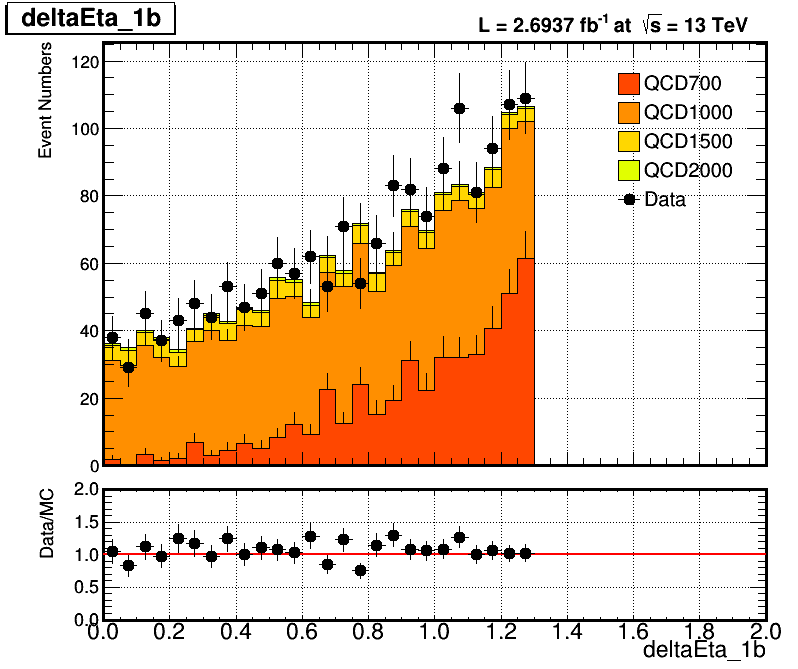 deltaEta_1b
L = 2.6937 fb⁻¹ at √s = 13 TeV
Event Numbers
120
100
80
60
40
20
0
QCD700
QCD1000
QCD1500
QCD2000
Data
Data/MC
2.0
1.5
1.0
0.5
0.0
0.0 0.2 0.4 0.6 0.8 1.0 1.2 1.4 1.6 1.8 2.0
deltaEta_1b